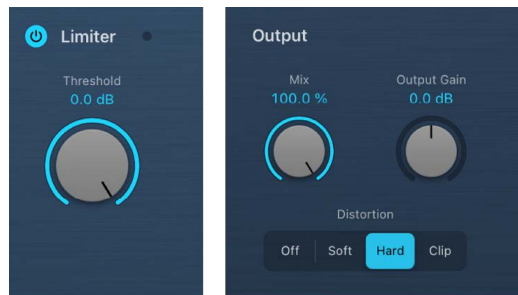 Limiter
Threshold
0.0 dB
Output
Mix
100.0 %
Output Gain
0.0 dB
Distortion
Off Soft Hard Clip